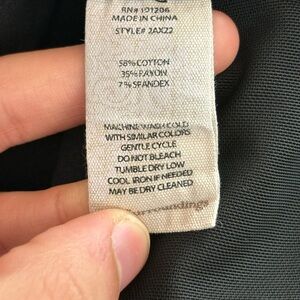 RN# 101206
MADE IN CHINA
STYLE# 2AX22
58% COTTON
35% RAYON
7% SPANDEX
MACHINE WASH COLD
WITH SIMILAR COLORS
GENTLE CYCLE
DO NOT BLEACH
TUMBLE DRY LOW
COOL IRON IF NEEDED
MAY BE DRY CLEANED